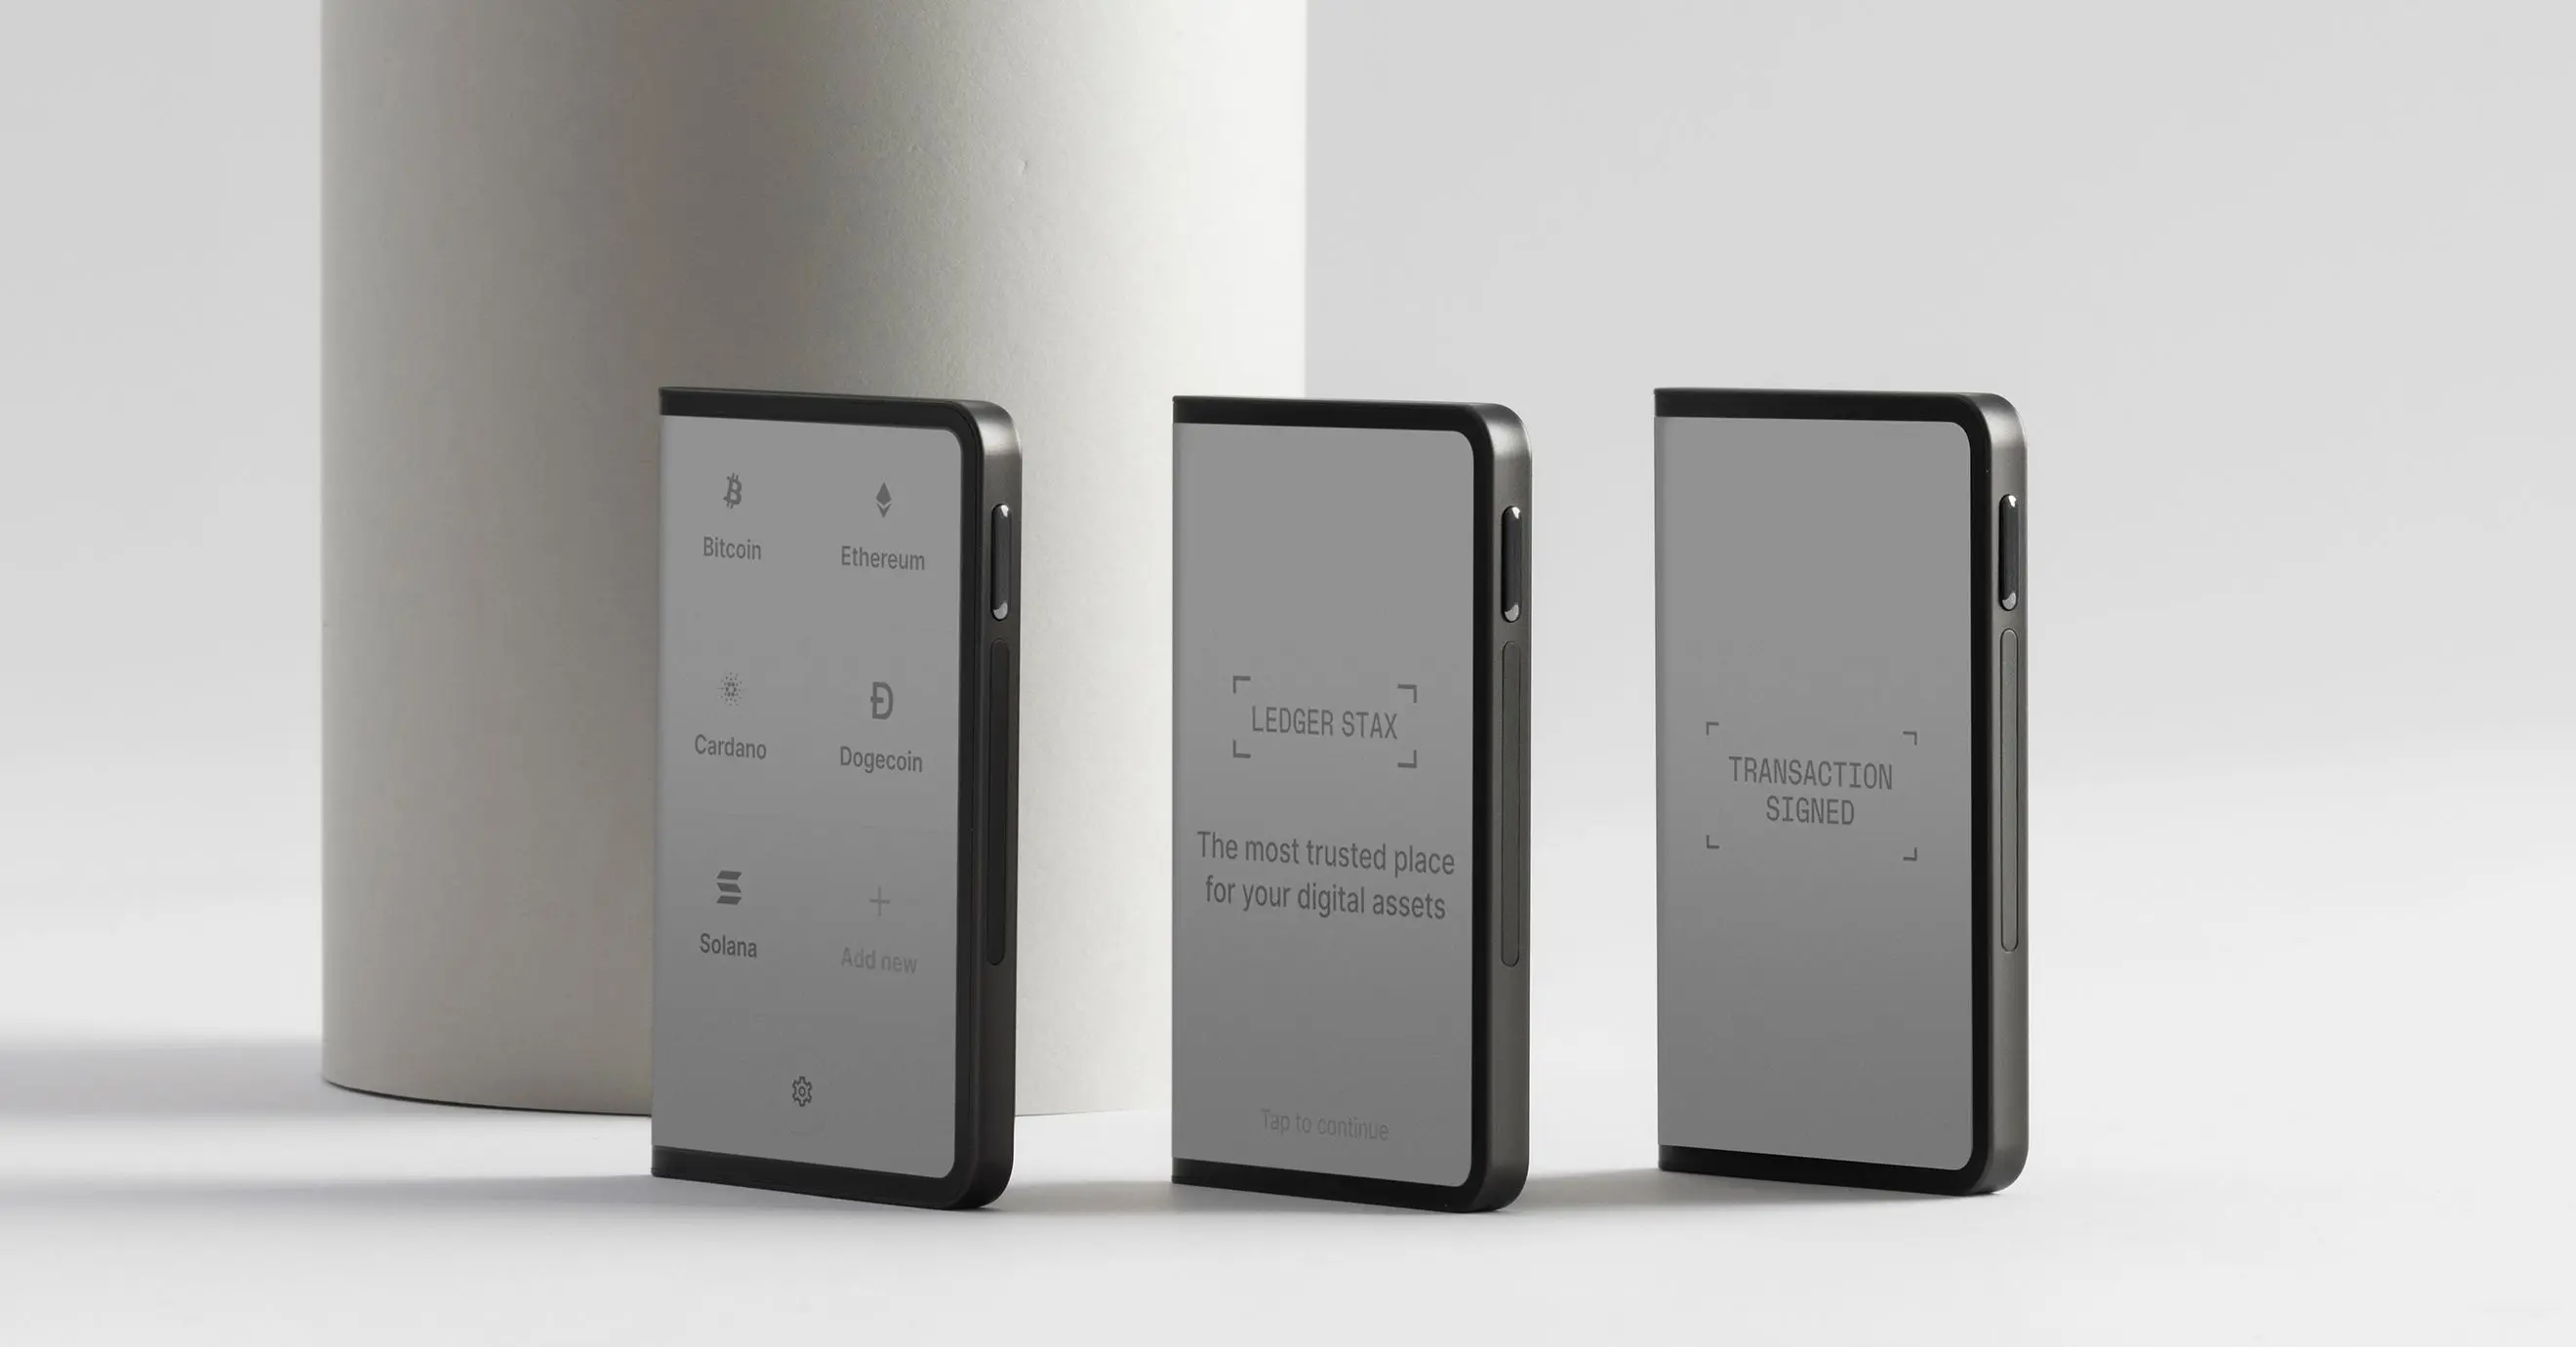 Bitcoin
Ethereum
Cardano
Dogecoin
Solana
Add new
LEDGER STAX
The most trusted place
for your digital assets
Tap to continue
TRANSACTION
SIGNED